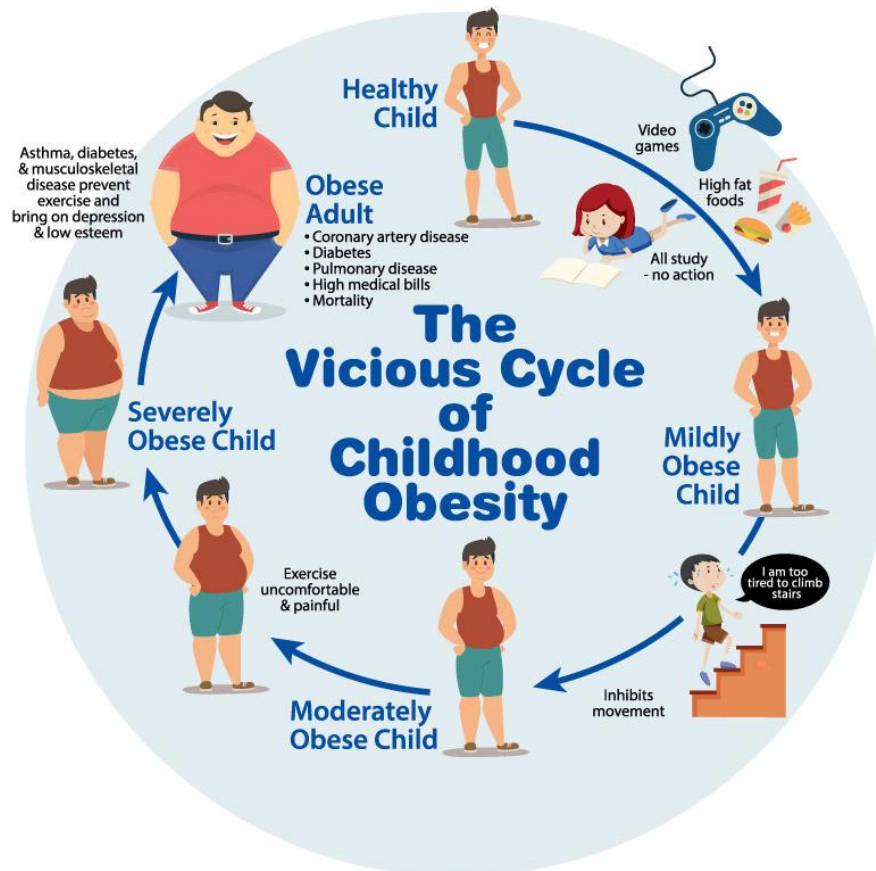 The
Vicious Cycle
of
Childhood
Obesity
Healthy
Child
Video
games
High fat
foods
All study
- no action
Mildly
Obese
Child
I am too
tired to climb
stairs
Inhibits
movement
Moderately
Obese Child
Exercise
uncomfortable
& painful
Severely
Obese Child
Asthma, diabetes,
& musculoskeletal
disease prevent
exercise and
bring on depression
& low esteem
Obese
Adult
• Coronary artery disease
• Diabetes
• Pulmonary disease
• High medical bills
• Mortality